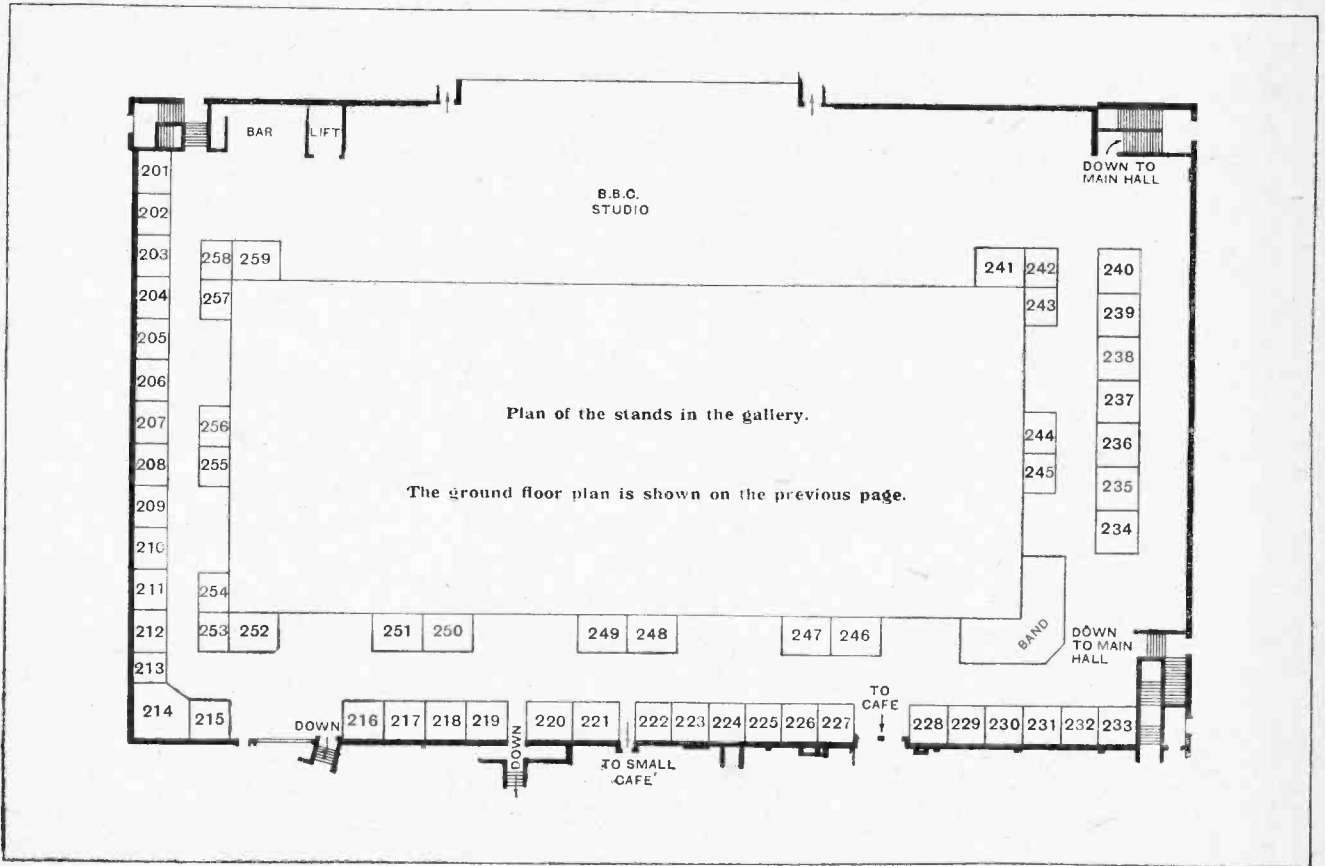 BAR
LIFT
DOWN TO
MAIN HALL
B.B.C.
STUDIO
201
202
203
204
205
206
207
208
209
210
211
212
213
214
215
258 259
257
256
255
254
253 252
251 250
249 248
247 246
241 242
243
244
245
240
239
238
237
236
235
234
Plan of the stands in the gallery.
The ground floor plan is shown on the previous page.
BAND
DOWN
TO MAIN
HALL
DOWN
216 217 218 219
DOWN
220 221
TO SMALL
CAFE
222 223 224 225 226 227
TO
CAFE
228 229 230 231 232 233